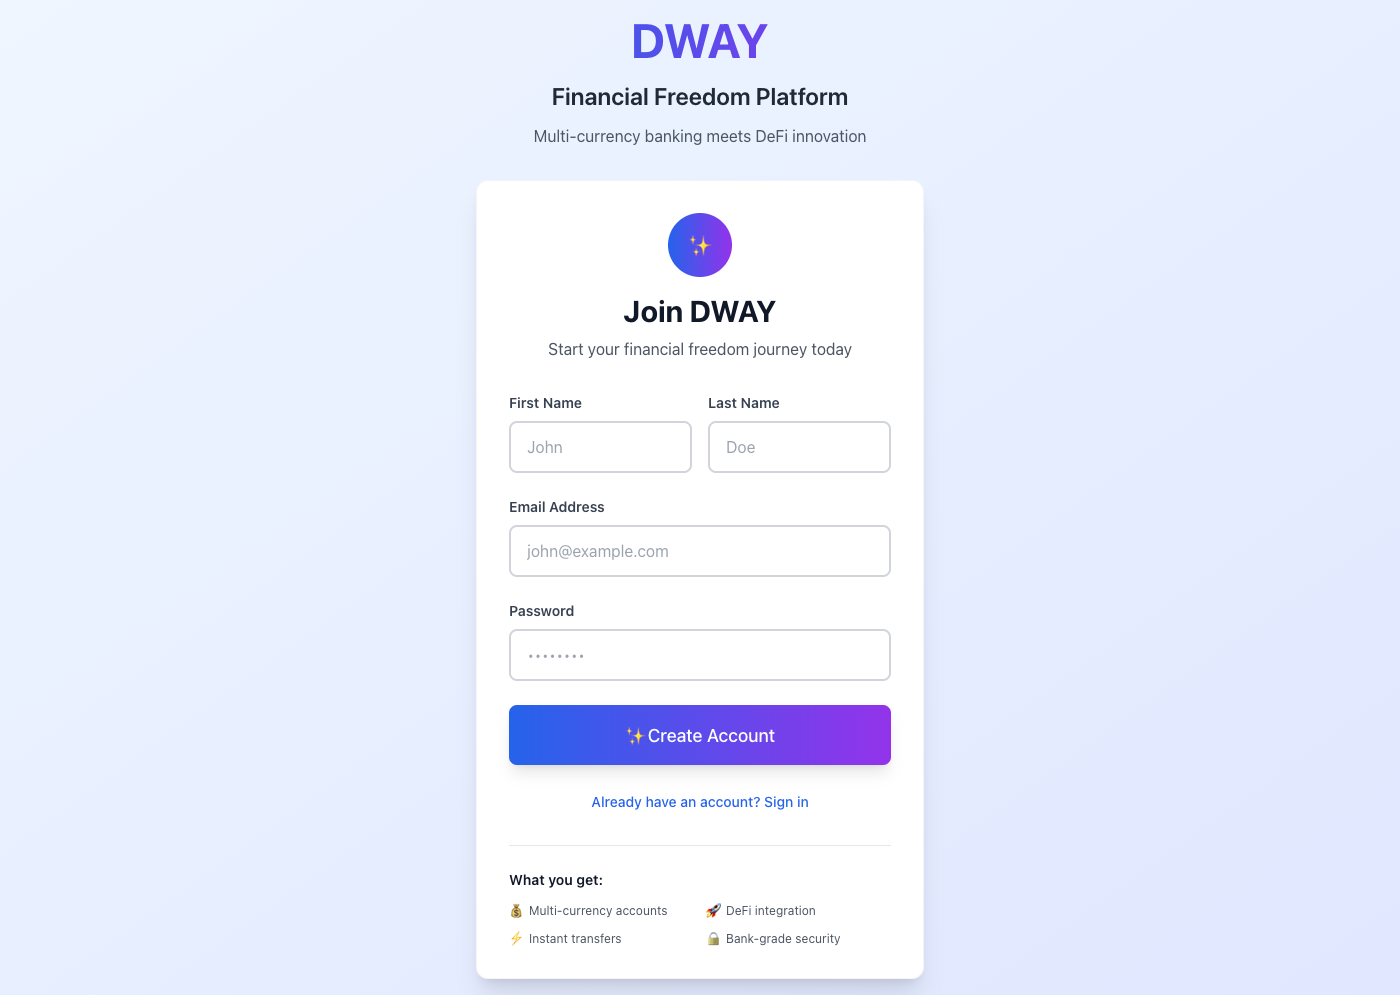 DWAY
Financial Freedom Platform
Multi-currency banking meets DeFi innovation
✨
Join DWAY
Start your financial freedom journey today
First Name
Last Name
John
Doe
Email Address
john@example.com
Password
••••••••
✨ Create Account
Already have an account? Sign in
What you get:
💰 Multi-currency accounts
🚀 DeFi integration
⚡ Instant transfers
🔒 Bank-grade security